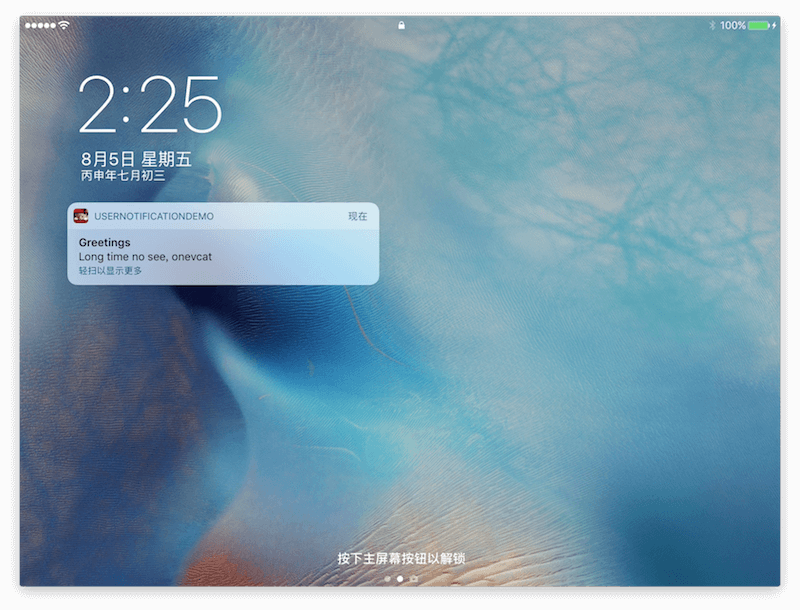 100%
2:25
8月5日 星期五
丙申年七月初三
USERNOTIFICATIONDEMO 现在
Greetings
Long time no see, onevcat
轻扫以显示更多
按下主屏幕按钮以解锁